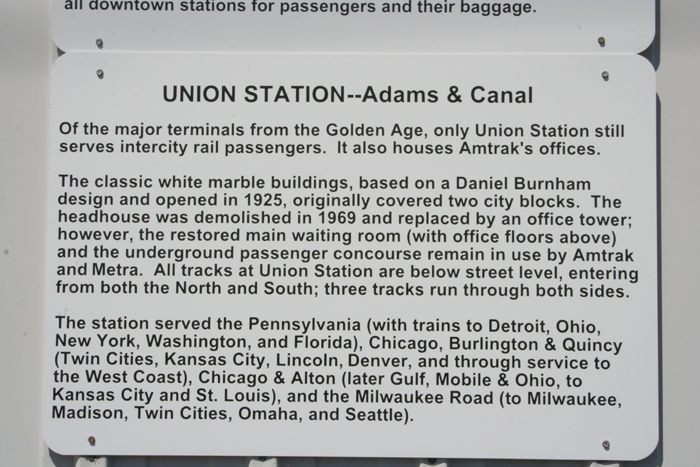 all downtown stations for passengers and their baggage.
UNION STATION--Adams & Canal
Of the major terminals from the Golden Age, only Union Station still
serves intercity rail passengers. It also houses Amtrak's offices.
The classic white marble buildings, based on a Daniel Burnham
design and opened in 1925, originally covered two city blocks. The
headhouse was demolished in 1969 and replaced by an office tower;
however, the restored main waiting room (with office floors above)
and the underground passenger concourse remain in use by Amtrak
and Metra. All tracks at Union Station are below street level, entering
from both the North and South; three tracks run through both sides.
The station served the Pennsylvania (with trains to Detroit, Ohio,
New York, Washington, and Florida), Chicago, Burlington & Quincy
(Twin Cities, Kansas City, Lincoln, Denver, and through service to
the West Coast), Chicago & Alton (later Gulf, Mobile & Ohio, to
Kansas City and St. Louis), and the Milwaukee Road (to Milwaukee,
Madison, Twin Cities, Omaha, and Seattle).